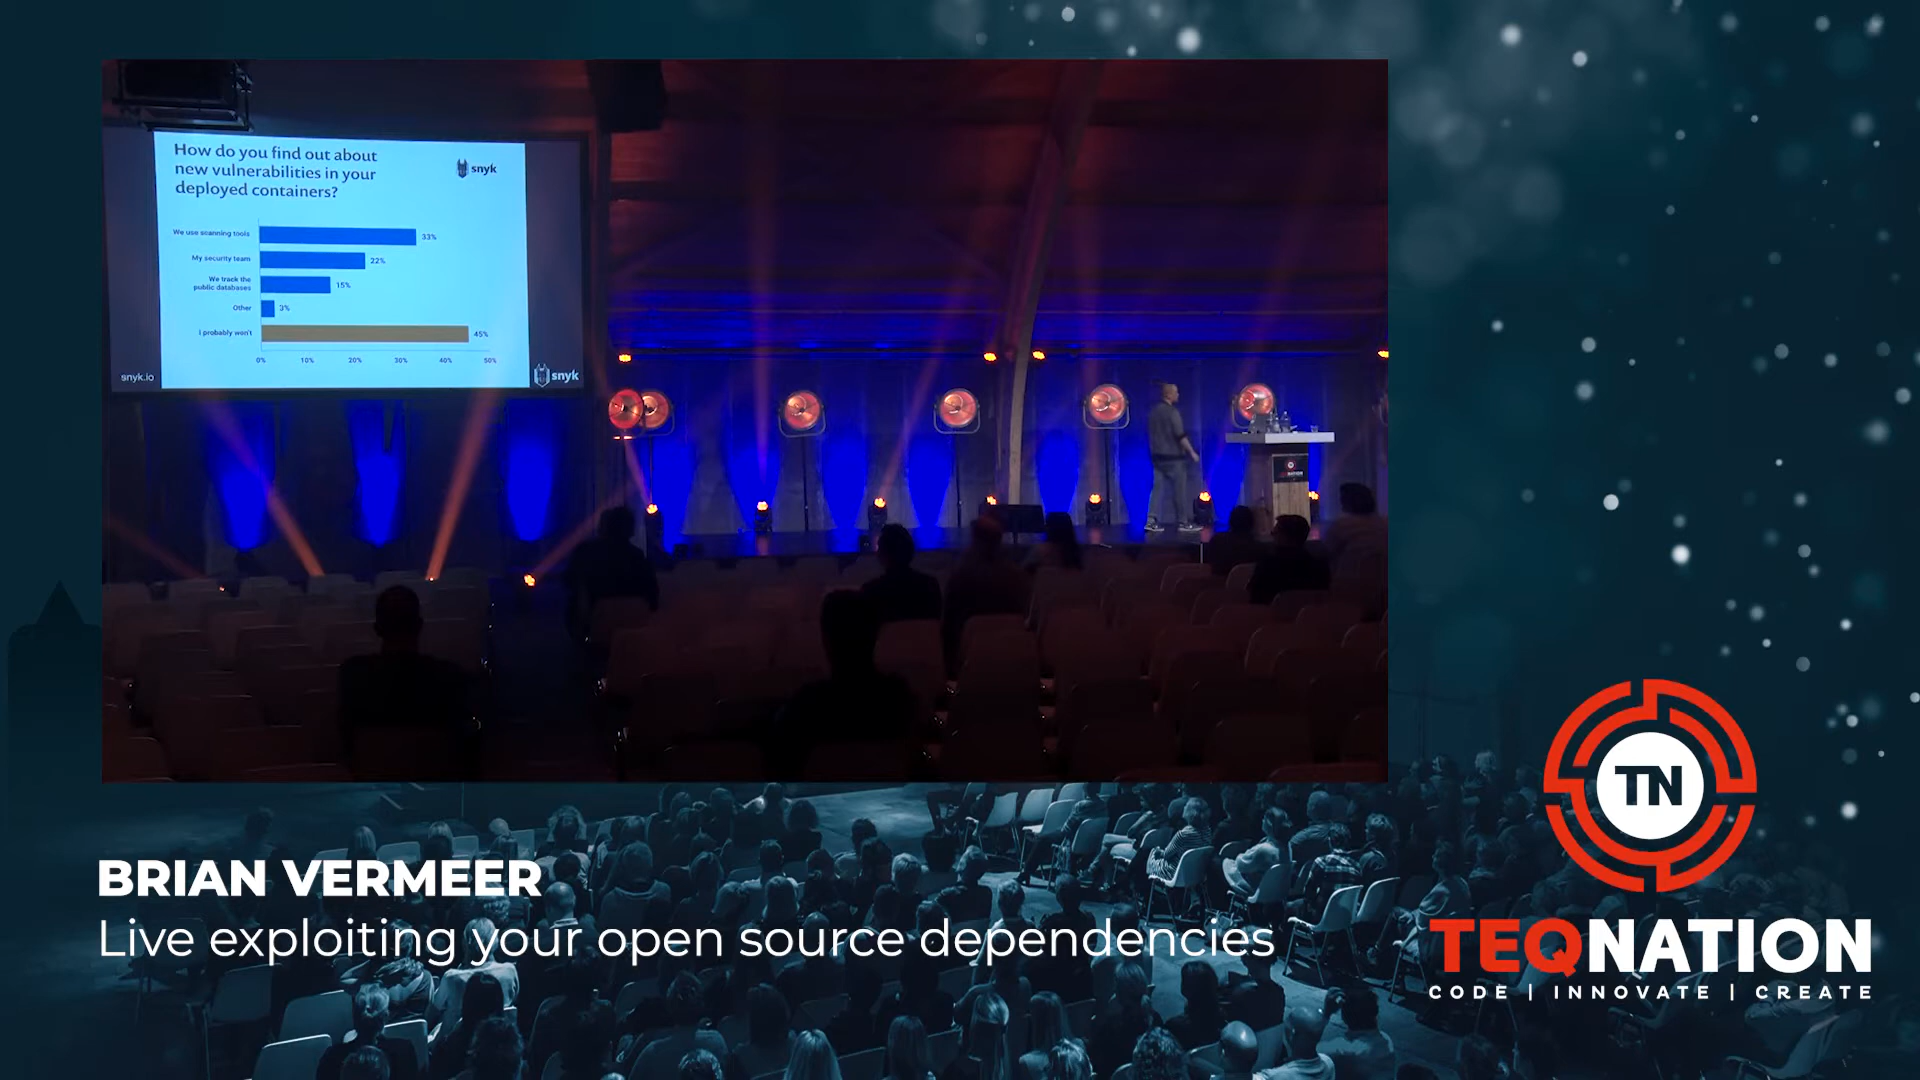 How do you find out about
new vulnerabilities in your
deployed containers?
snyk
We use scanning tools
33%
My security team
22%
We track the
public databases
15%
Other
3%
I probably won't
45%
0% 10% 20% 30% 40% 50%
snyk.io
snyk
NATION
TN
BRIAN VERMEER
Live exploiting your open source dependencies
TEQNATION
CODE | INNOVATE | CREATE